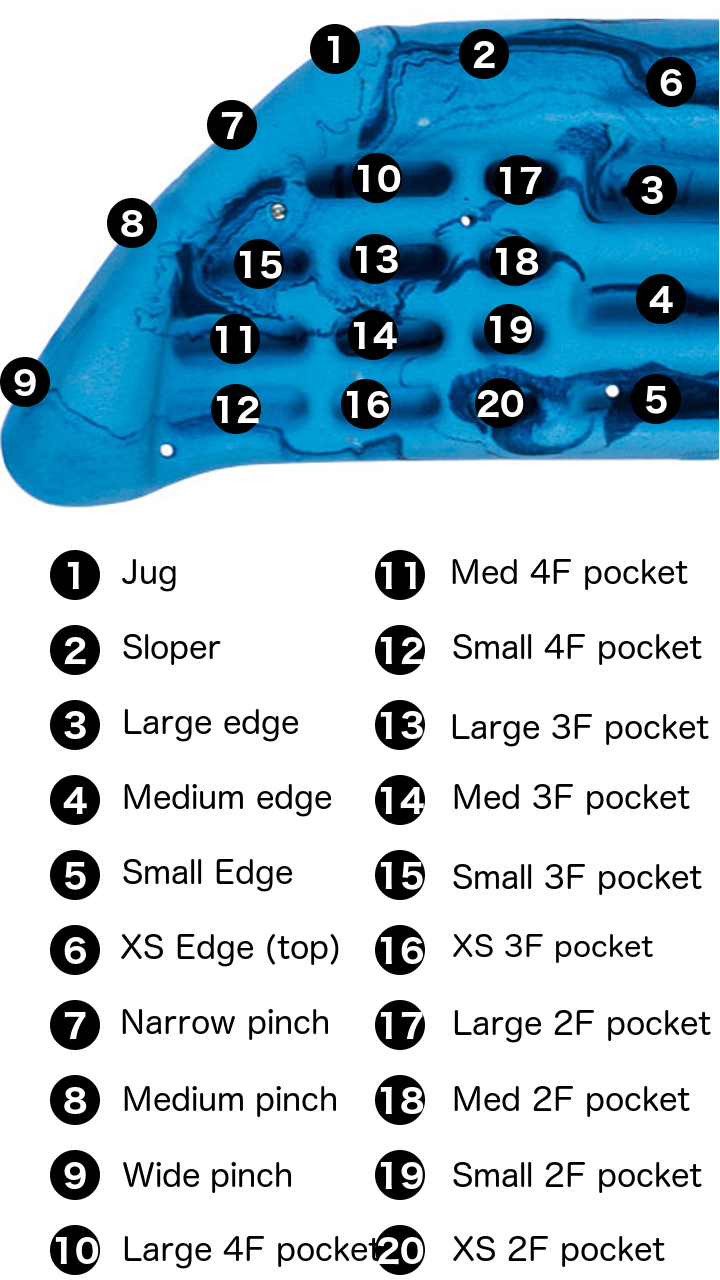 1
2
6
7
10
17
3
8
15
13
18
4
11
14
19
9
12
16
20
5
1 Jug
2 Sloper
3 Large edge
4 Medium edge
5 Small Edge
6 XS Edge (top)
7 Narrow pinch
8 Medium pinch
9 Wide pinch
10 Large 4F pocket
11 Med 4F pocket
12 Small 4F pocket
13 Large 3F pocket
14 Med 3F pocket
15 Small 3F pocket
16 XS 3F pocket
17 Large 2F pocket
18 Med 2F pocket
19 Small 2F pocket
20 XS 2F pocket